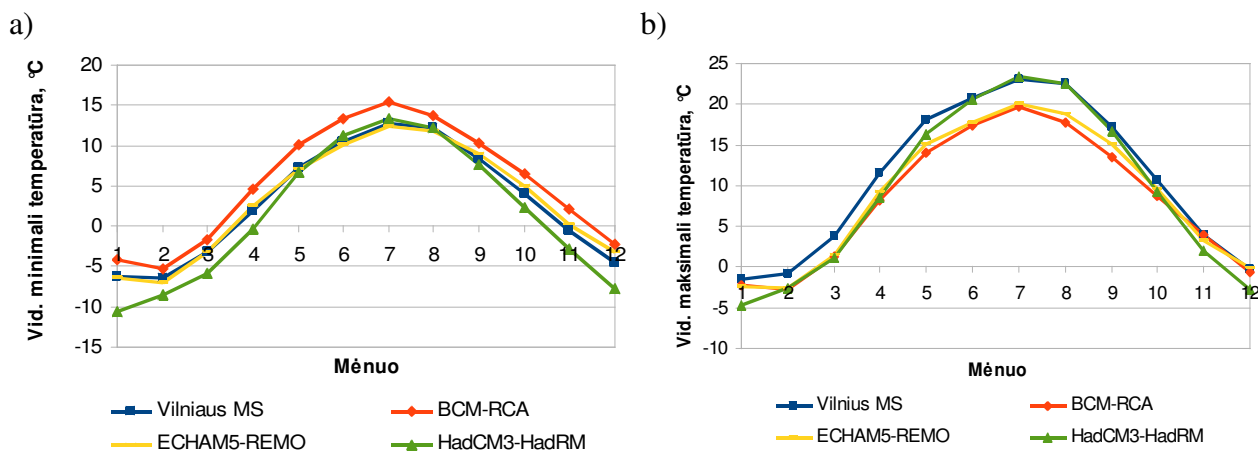 a)
Vid. minimali temperatūra, °C
20
15
10
5
0
-5
-10
-15
1 2 3 4 5 6 7 8 9 10 11 12
Mėnuo
Vilniaus MS BCM-RCA
ECHAM5-REMO HadCM3-HadRM
b)
Vid. maksimali temperatūra, °C
25
20
15
10
5
0
-5
-10
1 2 3 4 5 6 7 8 9 10 11 12
Mėnuo
Vilnius MS BCM-RCA
ECHAM5-REMO HadCM3-HadRM